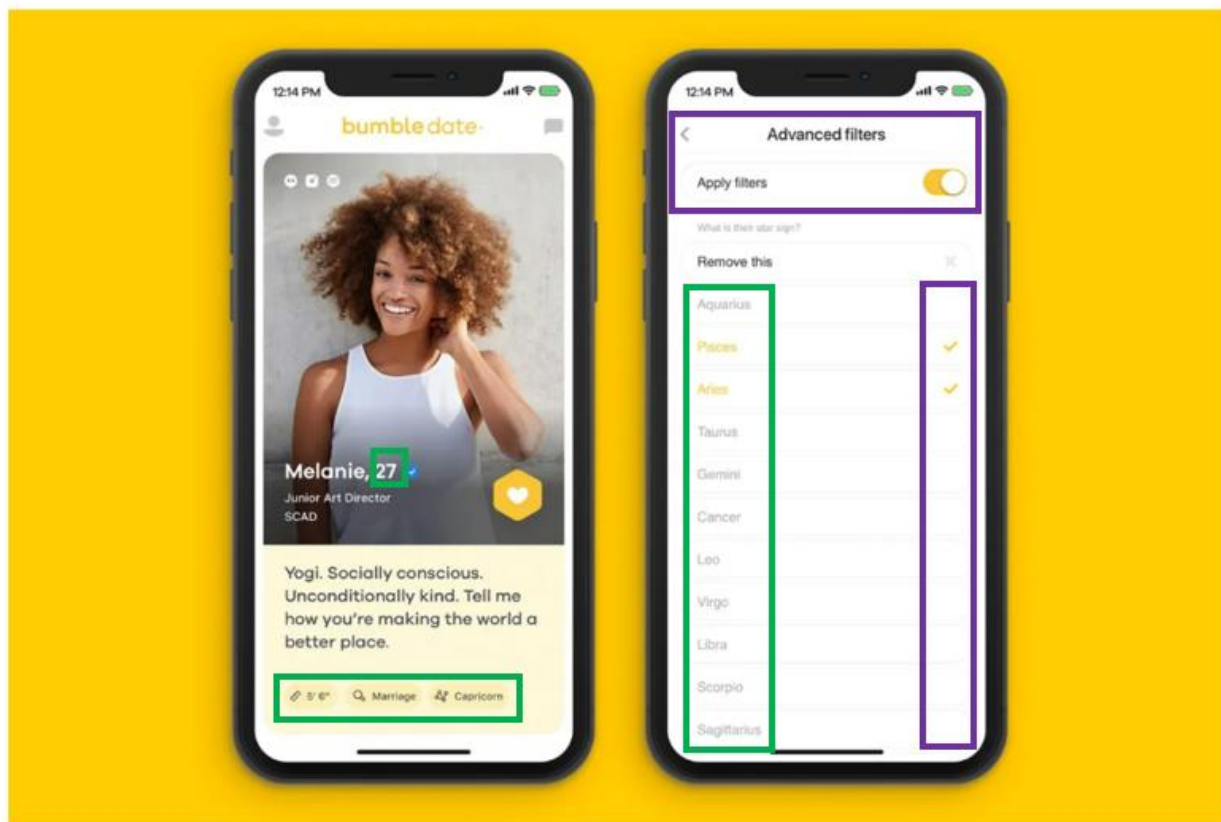 12:14 PM
bumble date·
Melanie, 27
Junior Art Director
SCAD
Yogi. Socially conscious.
Unconditionally kind. Tell me
how you're making the world a
better place.
5' 6" Marriage Capricorn
12:14 PM
Advanced filters
Apply filters
What is their star sign?
Remove this
Aquarius
Pisces
Aries
Taurus
Gemini
Cancer
Leo
Virgo
Libra
Scorpio
Sagittarius